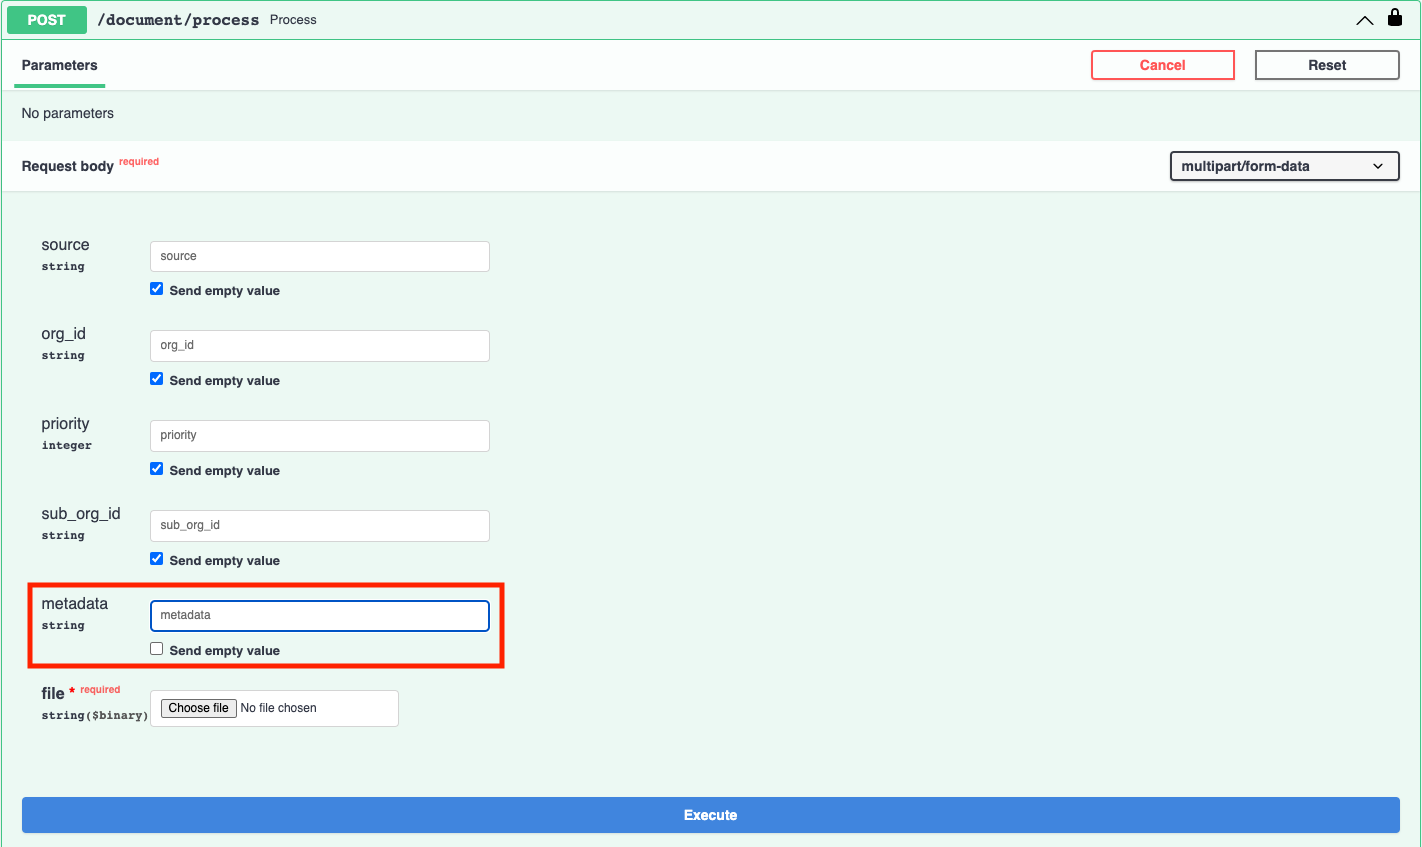 POST /document/process Process
Parameters Cancel Reset
No parameters
Request body required multipart/form-data
source source
string
Send empty value
org_id org_id
string
Send empty value
priority priority
integer
Send empty value
sub_org_id sub_org_id
string
Send empty value
metadata metadata
string
Send empty value
file * required
string($binary) Choose file No file chosen
Execute